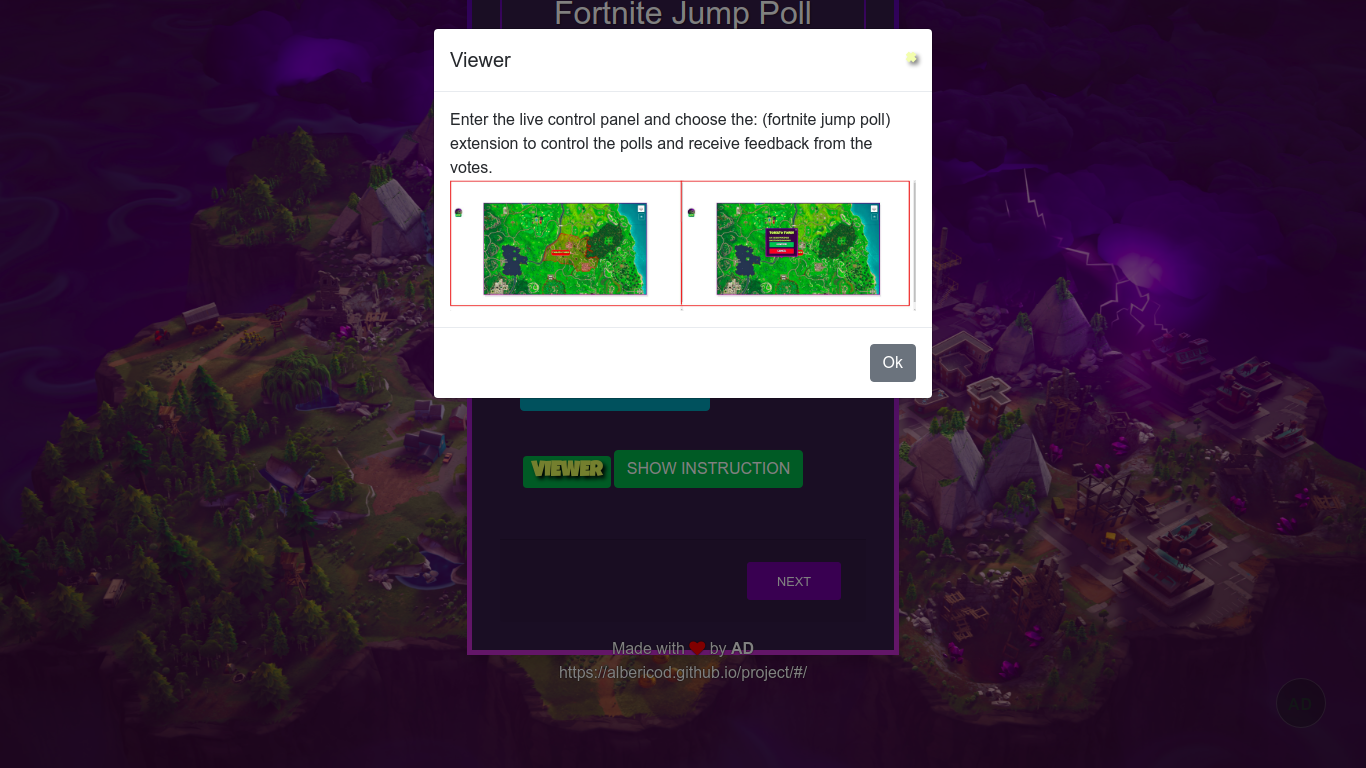 Fortnite Jump Poll
Viewer
Enter the live control panel and choose the: (fortnite jump poll)
extension to control the polls and receive feedback from the
votes.
Ok
VIEWER
SHOW INSTRUCTION
NEXT
Made with ❤ by AD
https://albericod.github.io/project/#/
AD